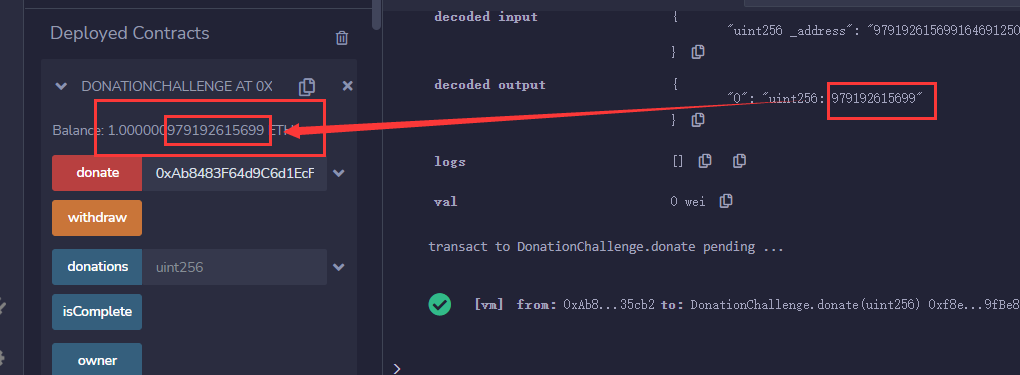 Deployed Contracts
DONATIONCHALLENGE AT 0X
Balance: 1.000000979192615699 ETH
donate 0xAb8483F64d9C6d1EcF
withdraw
donations uint256
isComplete
owner
decoded input {
"uint256 _address": "979192615699164691250
}
decoded output {
"0": "uint256: 979192615699"
}
logs []
val 0 wei
transact to DonationChallenge.donate pending ...
[vm] from: 0xAb8...35cb2 to: DonationChallenge.donate(uint256) 0xf8e...9fBe8
>